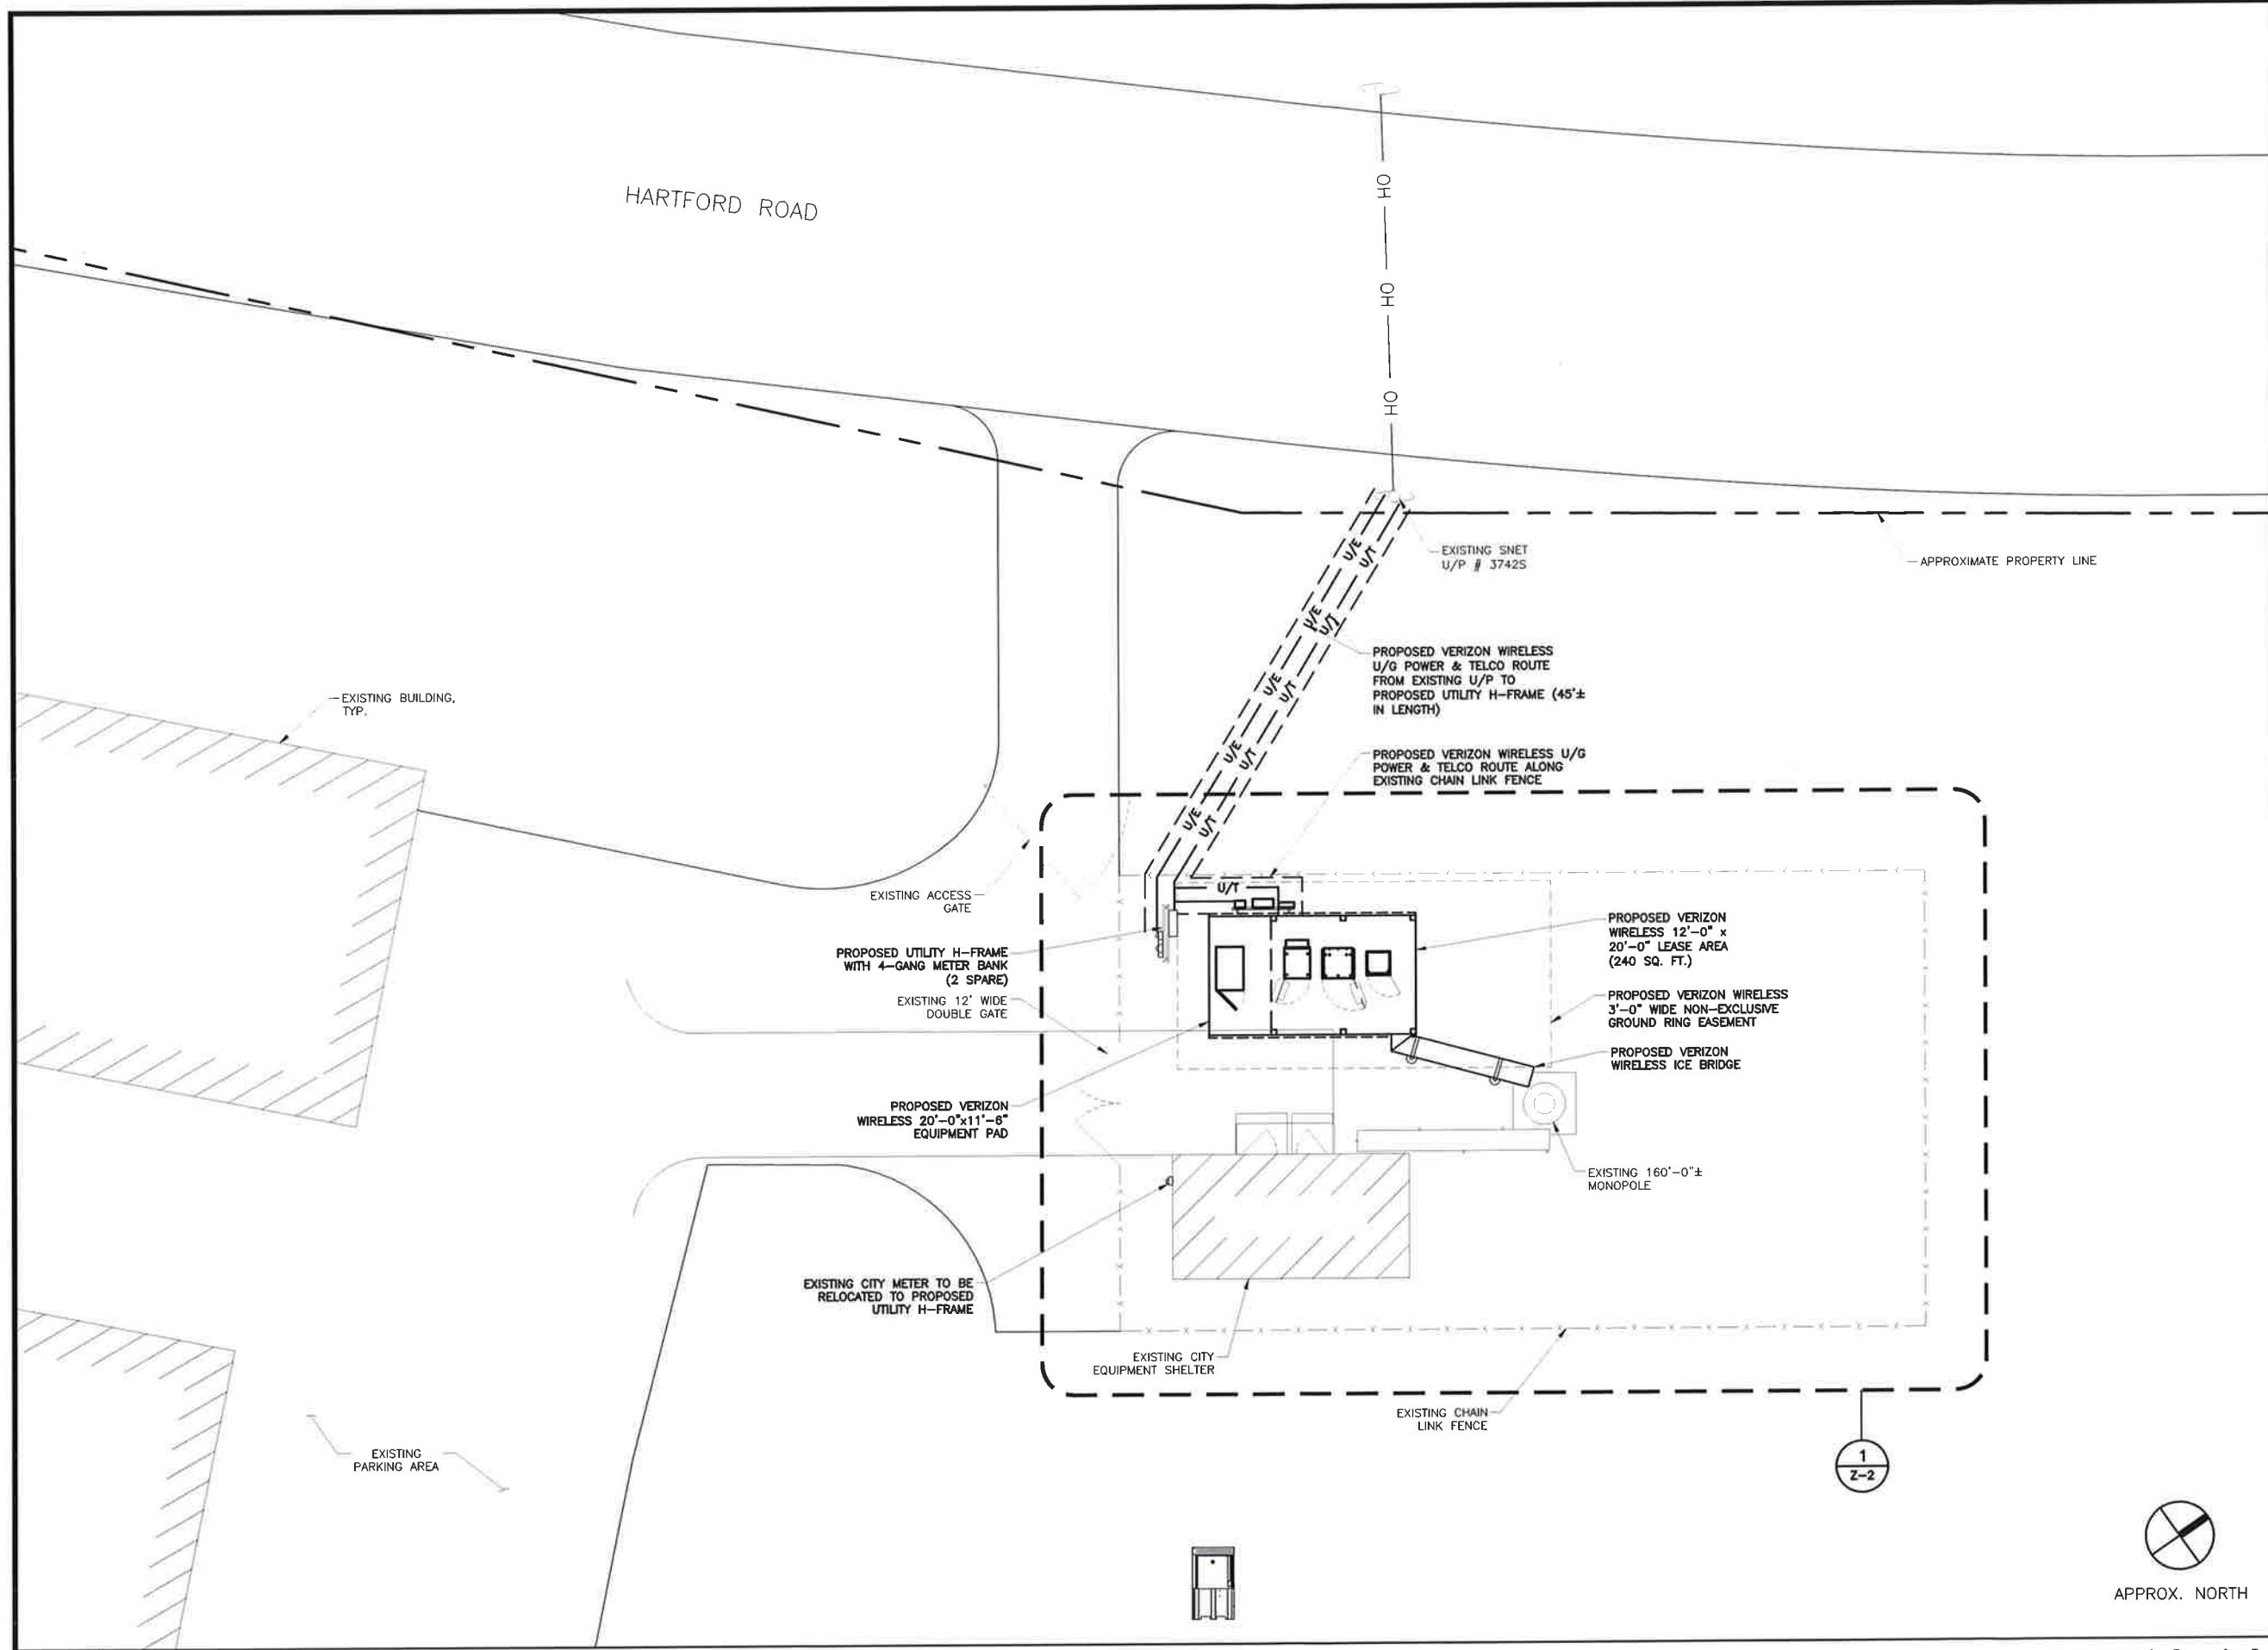 HARTFORD ROAD
OH
OH
OH
EXISTING SNET
U/P # 3742S
APPROXIMATE PROPERTY LINE
U/E
U/T
U/E
U/T
U/E
U/T
U/E
U/T
U/E
U/T
PROPOSED VERIZON WIRELESS
U/G POWER & TELCO ROUTE
FROM EXISTING U/P TO
PROPOSED UTILITY H-FRAME (45'±
IN LENGTH)
EXISTING BUILDING,
TYP.
PROPOSED VERIZON WIRELESS U/G
POWER & TELCO ROUTE ALONG
EXISTING CHAIN LINK FENCE
EXISTING ACCESS
GATE
U/T
PROPOSED UTILITY H-FRAME
WITH 4-GANG METER BANK
(2 SPARE)
EXISTING 12' WIDE
DOUBLE GATE
PROPOSED VERIZON
WIRELESS 12'-0" x
20'-0" LEASE AREA
(240 SQ. FT.)
PROPOSED VERIZON WIRELESS
3'-0" WIDE NON-EXCLUSIVE
GROUND RING EASEMENT
PROPOSED VERIZON
WIRELESS ICE BRIDGE
PROPOSED VERIZON
WIRELESS 20'-0"x11'-6"
EQUIPMENT PAD
EXISTING 160'-0"±
MONOPOLE
EXISTING CITY METER TO BE
RELOCATED TO PROPOSED
UTILITY H-FRAME
EXISTING CITY
EQUIPMENT SHELTER
EXISTING CHAIN
LINK FENCE
EXISTING
PARKING AREA
1
Z-2
APPROX. NORTH